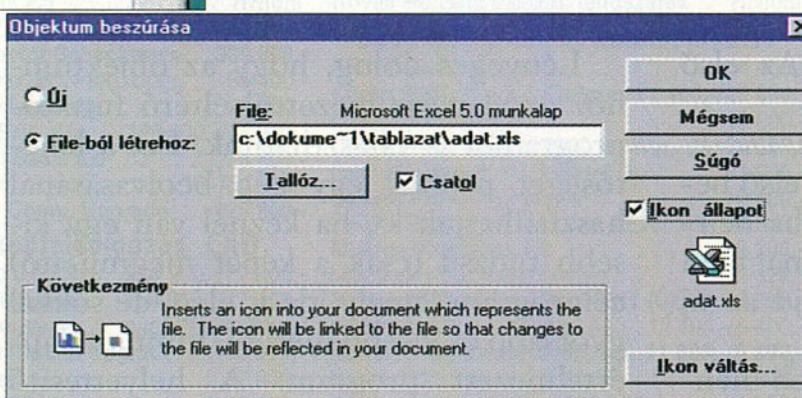 Objektum beszúrása
Új
File-ból létrehoz:
File:
Microsoft Excel 5.0 munkalap
c:\dokume~1\tablazat\adat.xls
Tallóz...
Csatol
OK
Mégsem
Súgó
Ikon állapot
adat.xls
Ikon váltás...
Következmény
Inserts an icon into your document which represents the
file. The icon will be linked to the file so that changes to
the file will be reflected in your document.